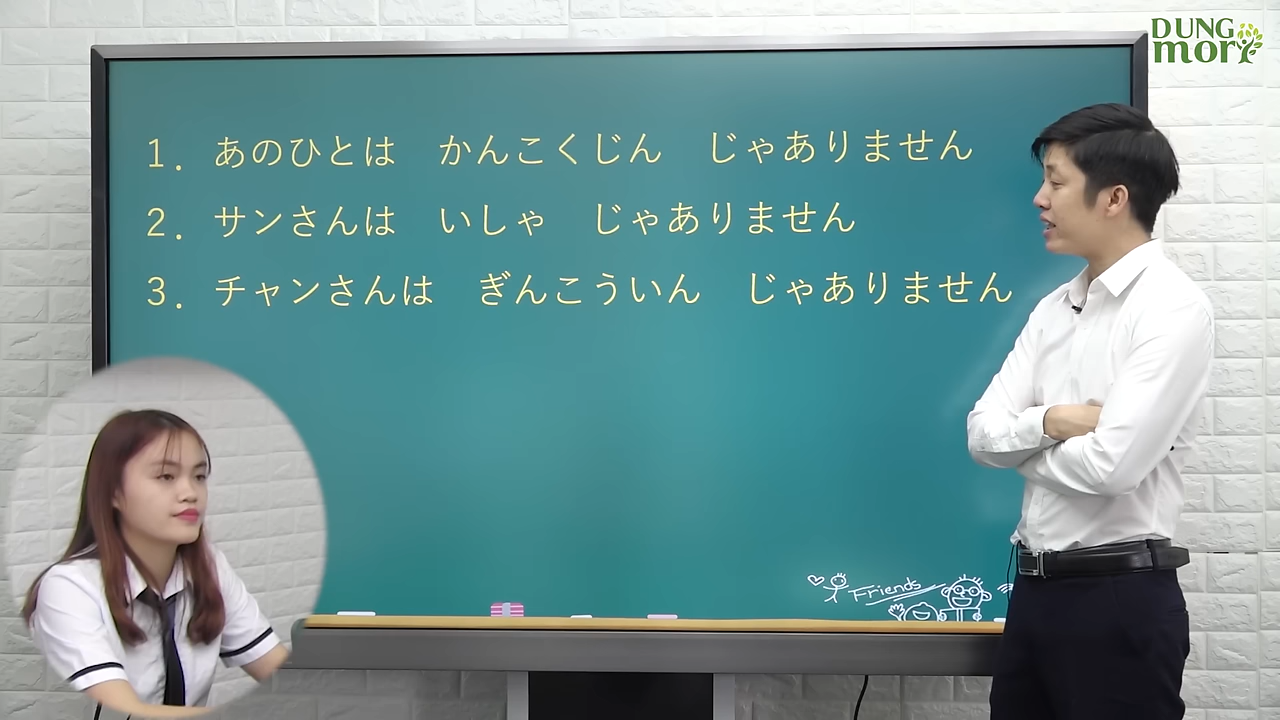 DUNG
mori
1. あのひとは　かんこくじん　じゃありません
2. サンさんは　いしゃ　じゃありません
3. チャンさんは　ぎんこういん　じゃありません
Friends